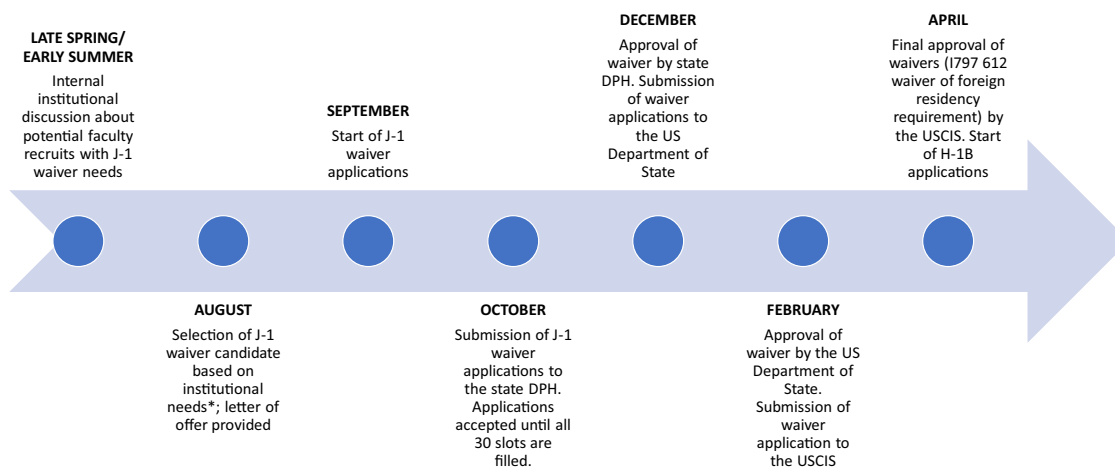 LATE SPRING/
EARLY SUMMER
Internal
institutional
discussion about
potential faculty
recruits with J-1
waiver needs
AUGUST
Selection of J-1
waiver candidate
based on
institutional
needs*; letter of
offer provided
SEPTEMBER
Start of J-1
waiver
applications
OCTOBER
Submission of J-1
waiver
applications to
the state DPH.
Applications
accepted until all
30 slots are
filled.
DECEMBER
Approval of
waiver by state
DPH. Submission
of waiver
applications to
the US
Department of
State
FEBRUARY
Approval of
waiver by the US
Department of
State.
Submission of
waiver
application to
the USCIS
APRIL
Final approval of
waivers (I797 612
waiver of foreign
residency
requirement) by
the USCIS. Start
of H-1B
applications